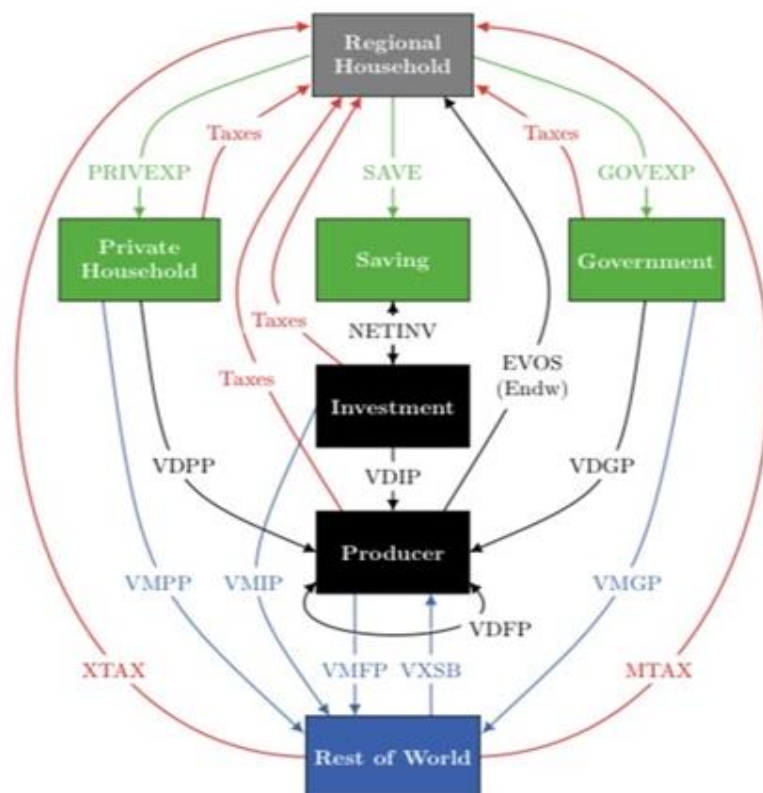 Regional
Household
Taxes
Taxes
PRIVEXP
SAVE
GOVEXP
Private
Household
Saving
Government
NETINV
Taxes
EVOS
(Endw)
Taxes
Investment
VDPP
VDIP
VDGP
Producer
VMPP
VMIP
VMGP
VDFP
XTAX
VMFP
VXSB
MTAX
Rest of World